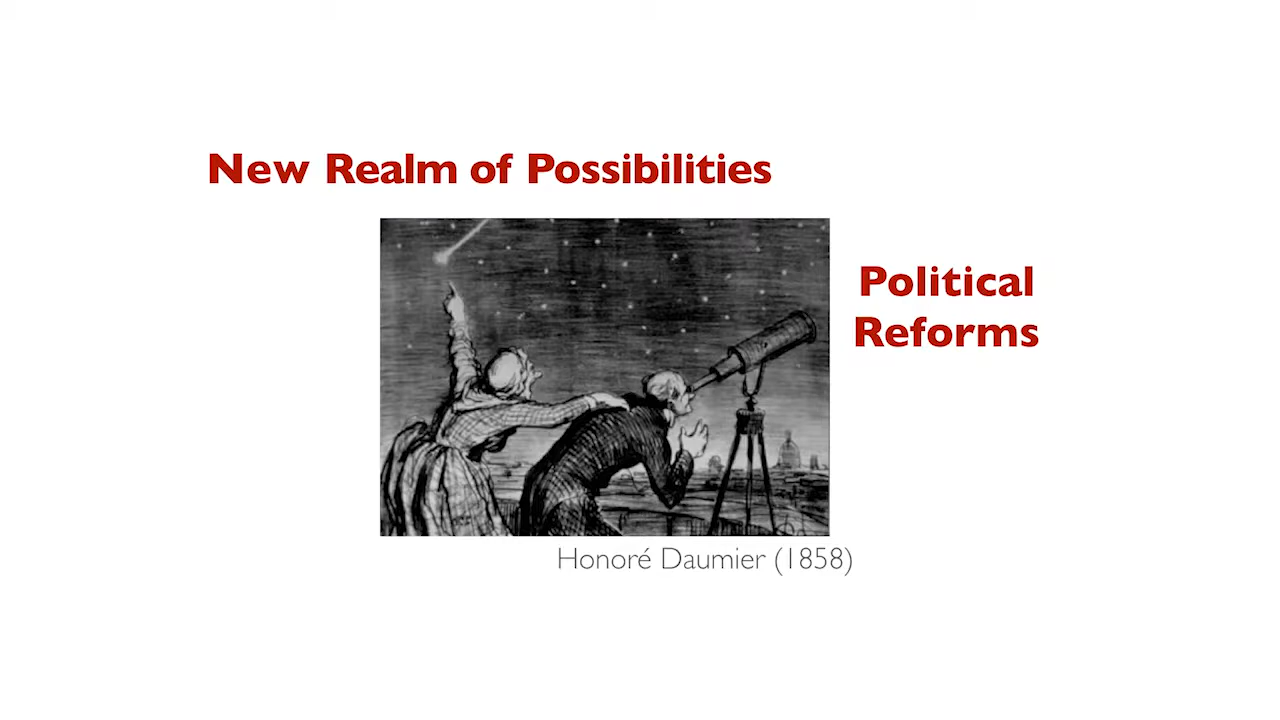 New Realm of Possibilities
Political
Reforms
Honoré Daumier (1858)